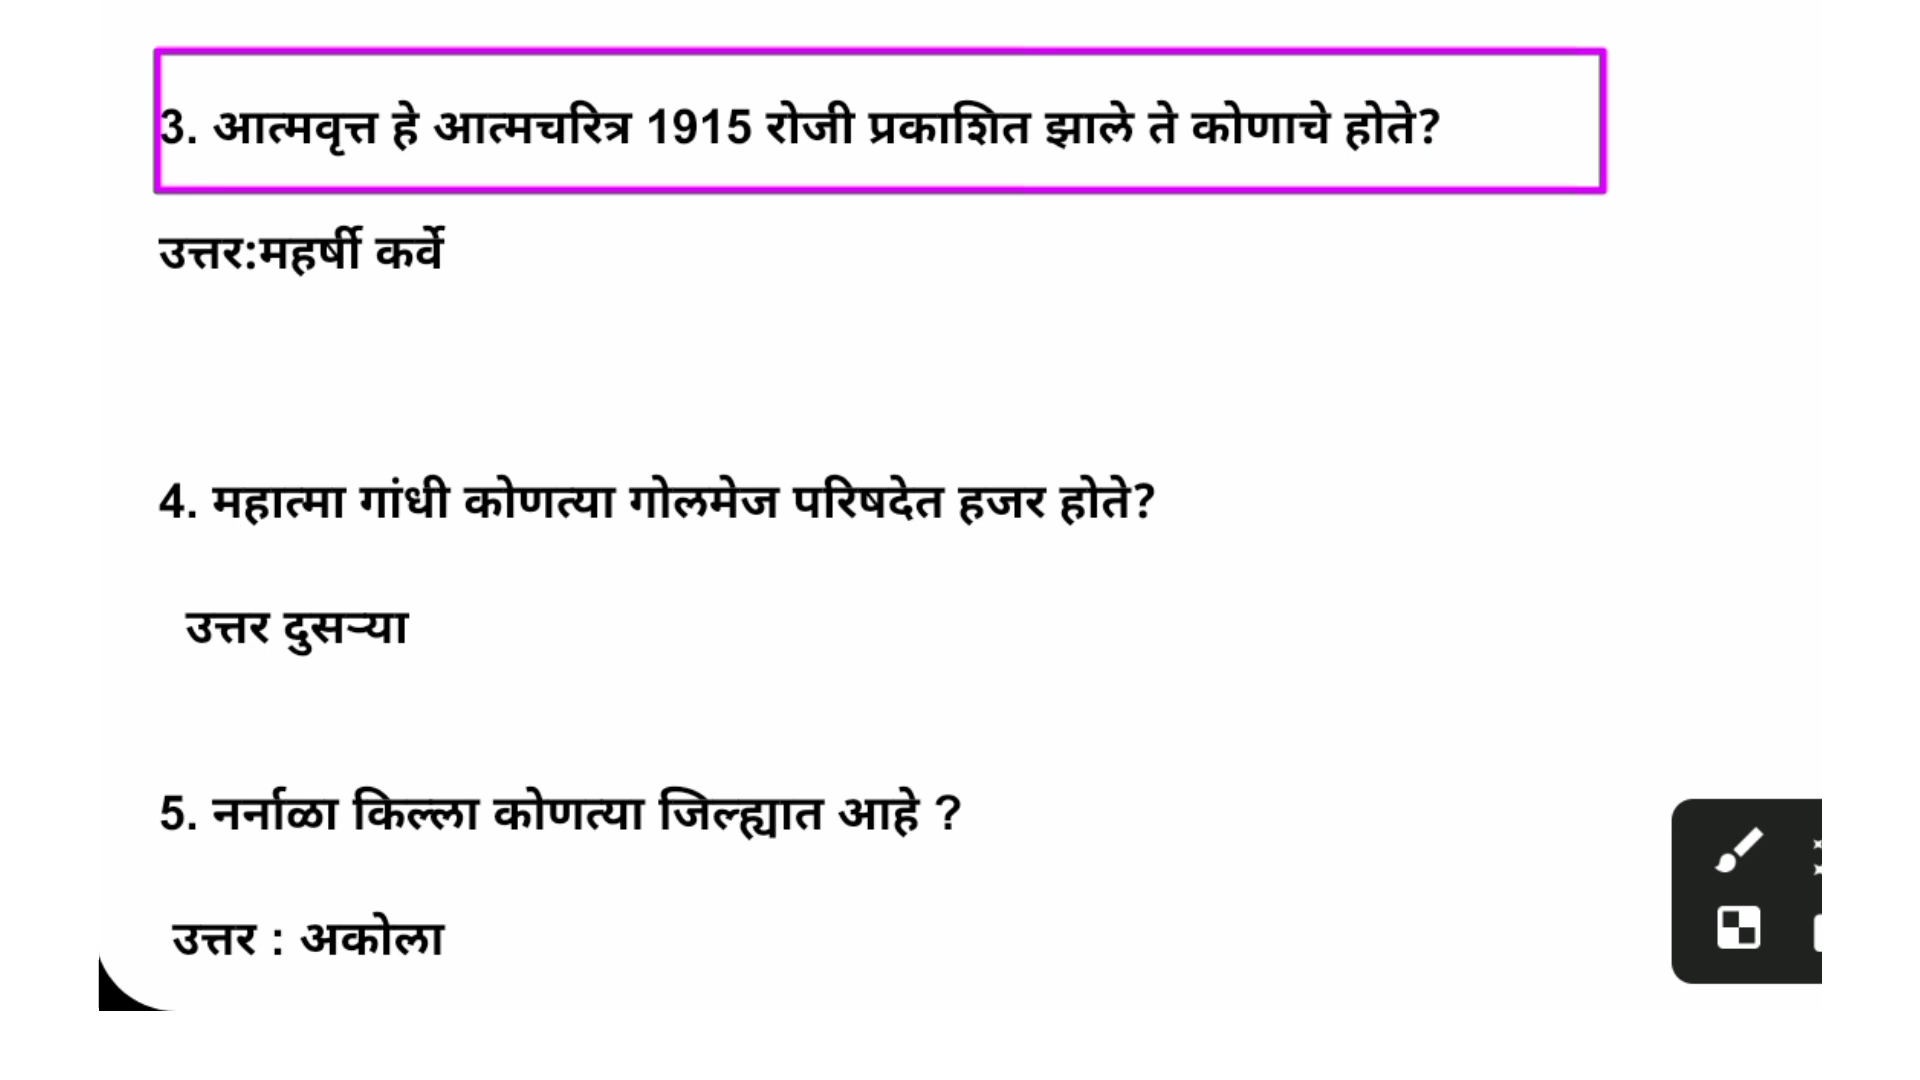 3. आत्मवृत्त हे आत्मचरित्र 1915 रोजी प्रकाशित झाले ते कोणाचे होते?
उत्तर:महर्षी कर्वे
4. महात्मा गांधी कोणत्या गोलमेज परिषदेत हजर होते?
उत्तर दुसऱ्या
5. नर्नाळा किल्ला कोणत्या जिल्ह्यात आहे ?
उत्तर : अकोला